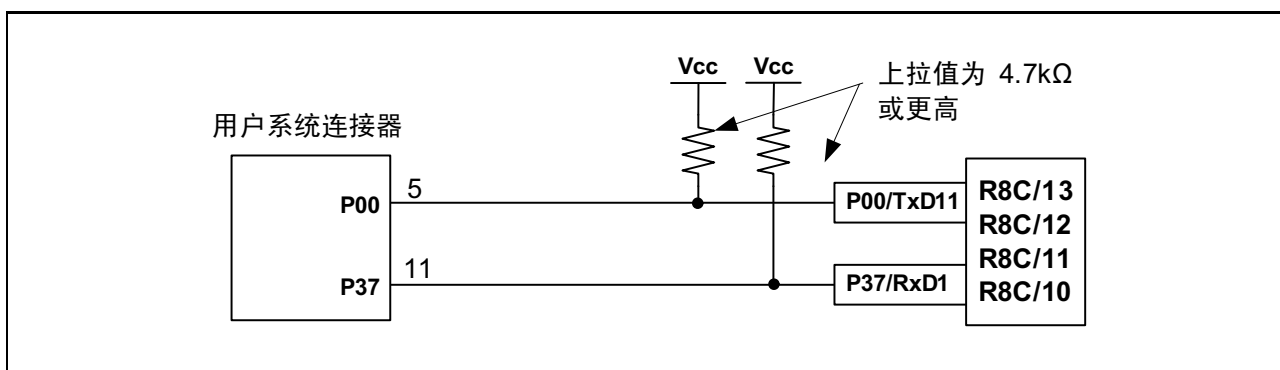 Vcc
Vcc
上拉值为 4.7kΩ
或更高
用户系统连接器
P00
5
P00/TxD11
R8C/13
R8C/12
P37
11
P37/RxD1
R8C/11
R8C/10